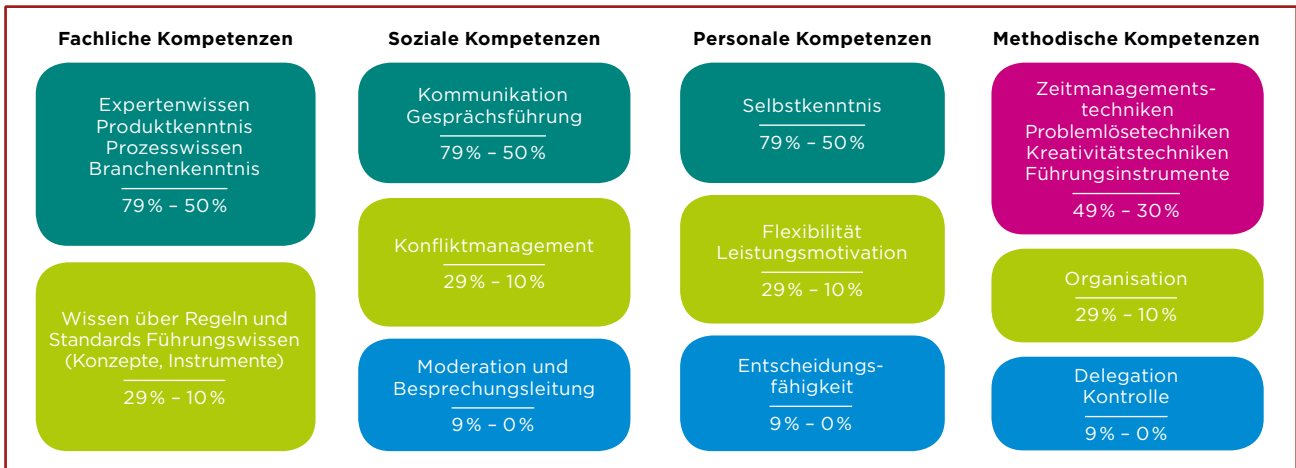 Fachliche Kompetenzen
Expertenwissen
Produktkenntnis
Prozesswissen
Branchenkenntnis
79% – 50%
Wissen über Regeln und
Standards Führungswissen
(Konzepte, Instrumente)
29% – 10%
Soziale Kompetenzen
Kommunikation
Gesprächsführung
79% – 50%
Konfliktmanagement
29% – 10%
Moderation und
Besprechungsleitung
9% – 0%
Personale Kompetenzen
Selbstkenntnis
79% – 50%
Flexibilität
Leistungsmotivation
29% – 10%
Entscheidungs-
fähigkeit
9% – 0%
Methodische Kompetenzen
Zeitmanagements-
techniken
Problemlösetechniken
Kreativitätstechniken
Führungsinstrumente
49% – 30%
Organisation
29% – 10%
Delegation
Kontrolle
9% – 0%